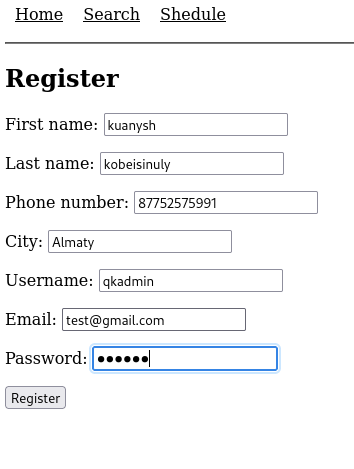 Home Search Shedule
Register
First name: kuanysh
Last name: kobeisinuly
Phone number: 87752575991
City: Almaty
Username: qkadmin
Email: test@gmail.com
Password: ●●●●●●
Register